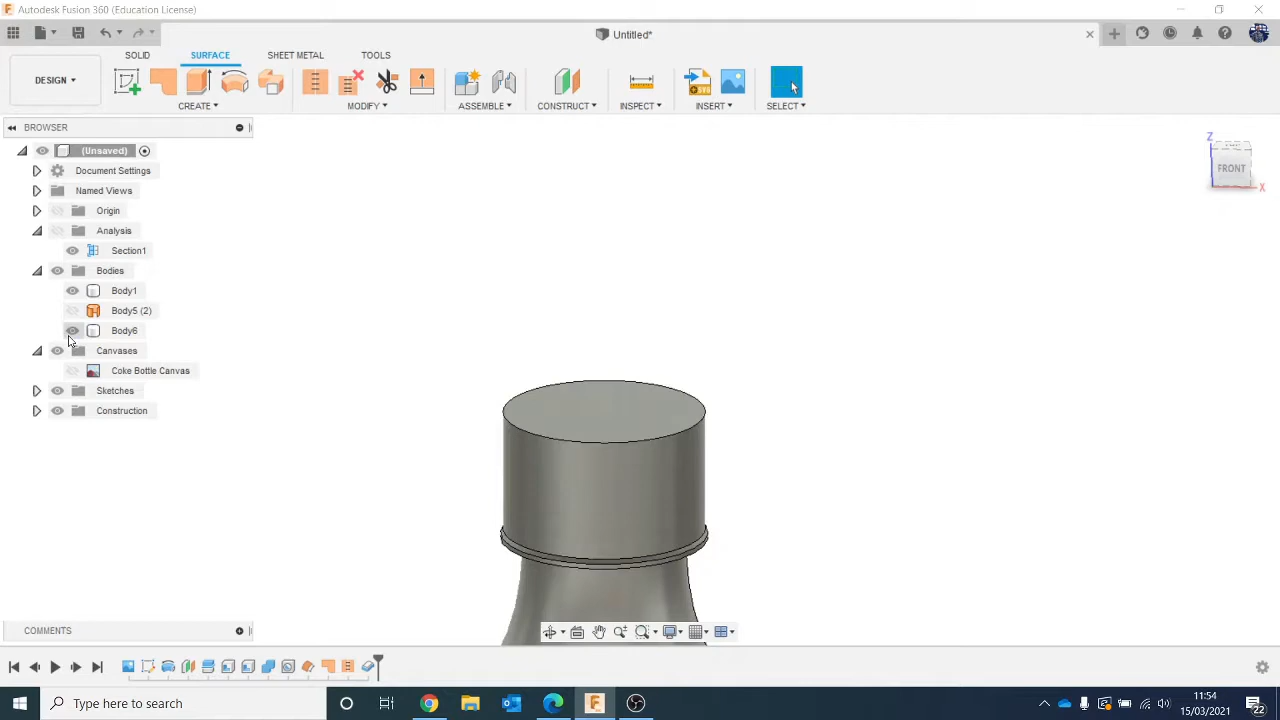 Autodesk Fusion 360 (Education License)
Untitled*
SOLID SURFACE SHEET METAL TOOLS
DESIGN
CREATE MODIFY ASSEMBLE CONSTRUCT INSPECT INSERT SELECT
BROWSER
(Unsaved)
Document Settings
Named Views
Origin
Analysis
Section1
Bodies
Body1
Body5 (2)
Body6
Canvases
Coke Bottle Canvas
Sketches
Construction
Z
FRONT
X
COMMENTS
Type here to search
11:54
15/03/2021
22